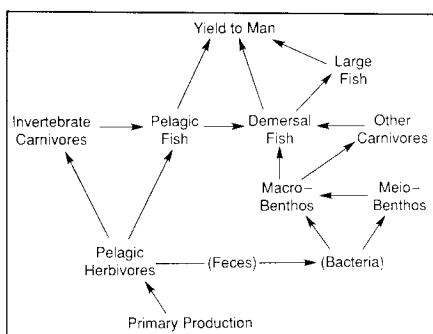 Yield to Man
Large
Fish
Invertebrate
Carnivores
Pelagic
Fish
Demersal
Fish
Other
Carnivores
Macro–
Benthos
Meio–
Benthos
Pelagic
Herbivores
(Feces)
(Bacteria)
Primary Production